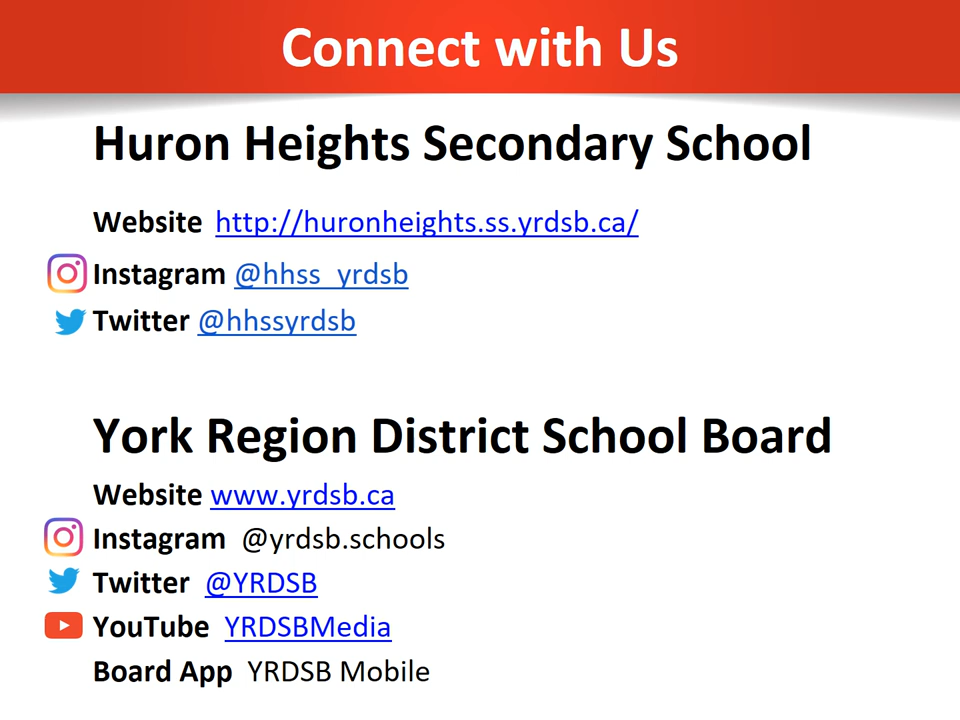 Connect with Us
Huron Heights Secondary School
Website http://huronheights.ss.yrdsb.ca/
Instagram @hhss_yrdsb
Twitter @hhssyrdsb
York Region District School Board
Website www.yrdsb.ca
Instagram @yrdsb.schools
Twitter @YRDSB
YouTube YRDSBMedia
Board App YRDSB Mobile